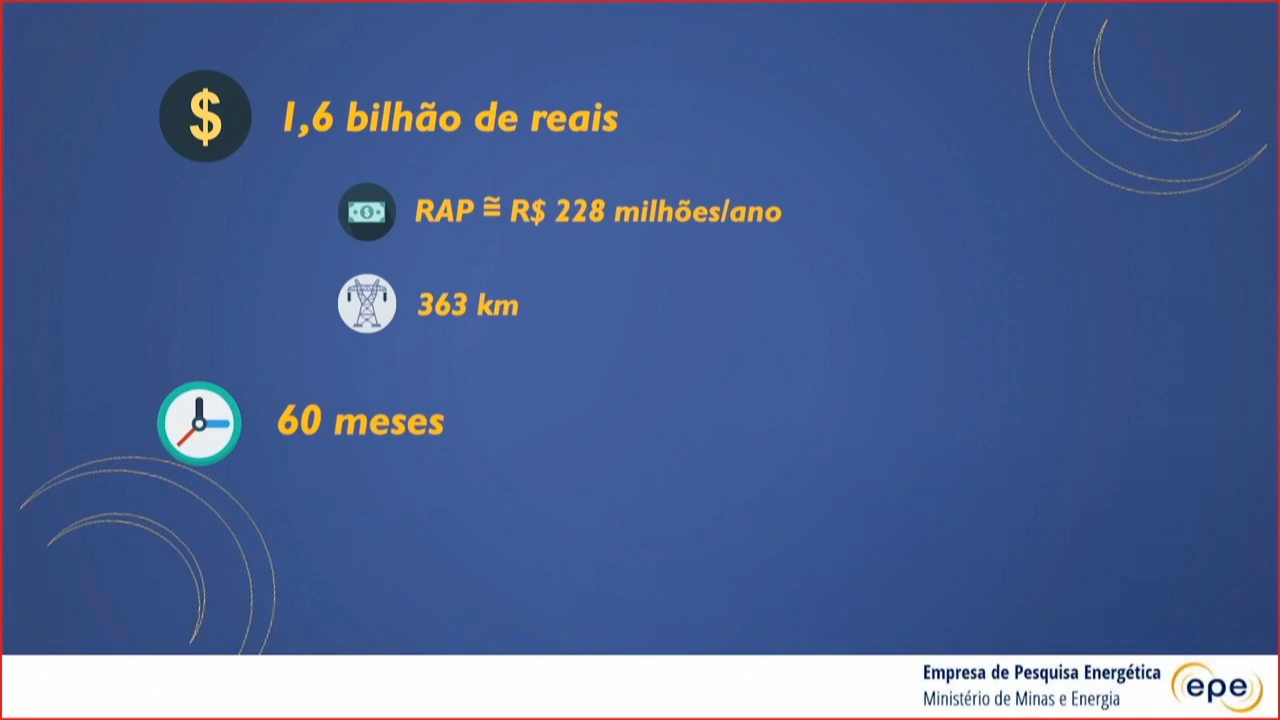 $
1,6 bilhão de reais
$
RAP ≅ R$ 228 milhões/ano
363 km
60 meses
Empresa de Pesquisa Energética
Ministério de Minas e Energia
epe